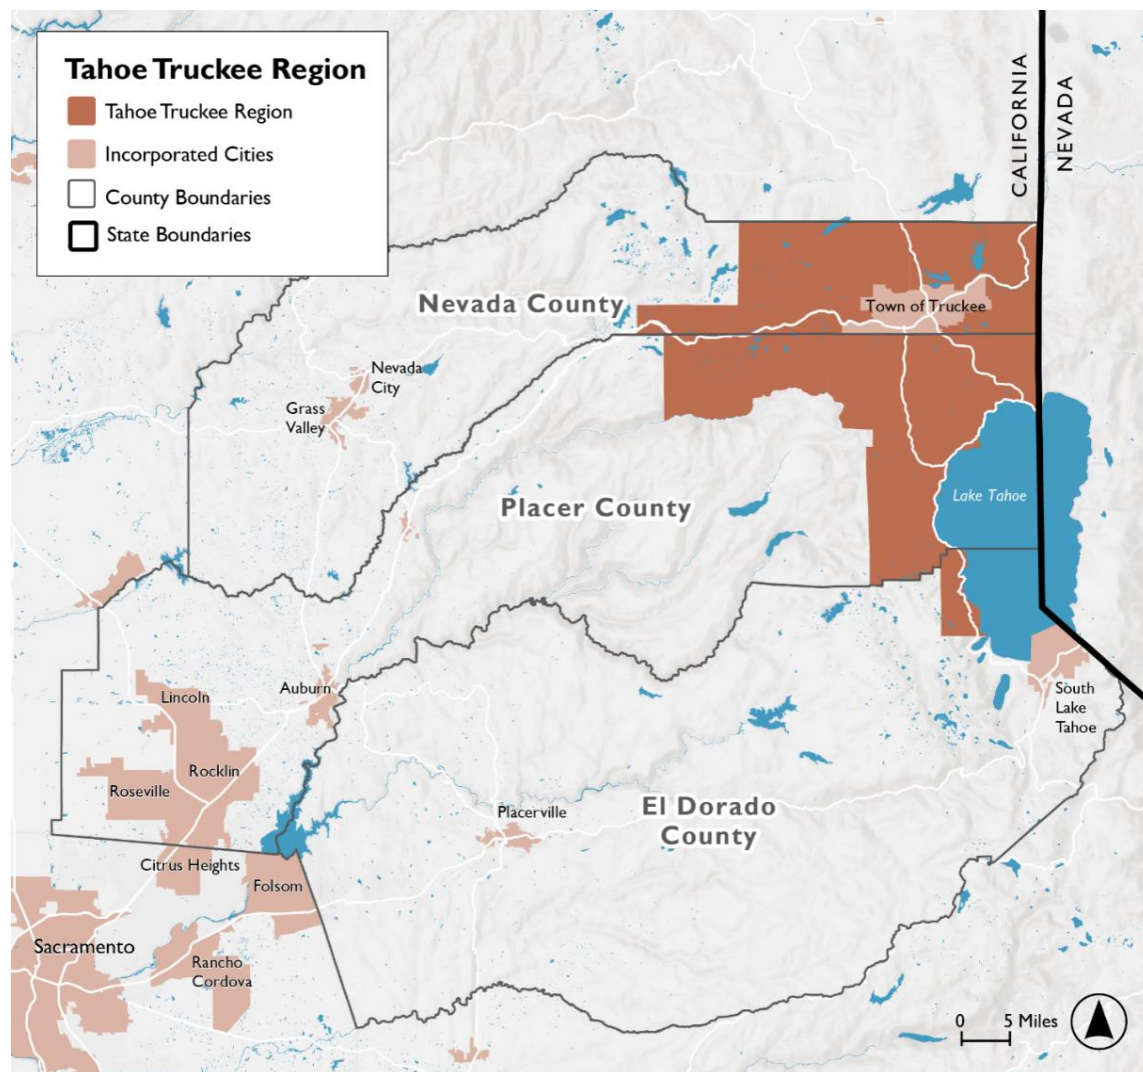 Tahoe Truckee Region
Tahoe Truckee Region
Incorporated Cities
County Boundaries
State Boundaries
CALIFORNIA
NEVADA
Nevada County
Town of Truckee
Nevada
City
Grass
Valley
Placer County
Lake Tahoe
Auburn
Lincoln
South
Lake
Tahoe
Rocklin
Roseville
El Dorado
County
Placerville
Citrus Heights
Folsom
Sacramento
Rancho
Cordova
0 5 Miles